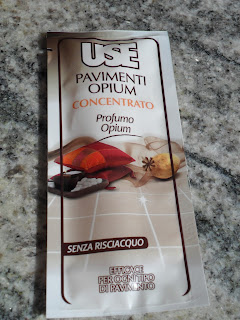 USE
PAVIMENTI
OPIUM
CONCENTRATO
Profumo
Opium
SENZA RISCIACQUO
EFFICACE
PER OGNI TIPO
DI PAVIMENTO